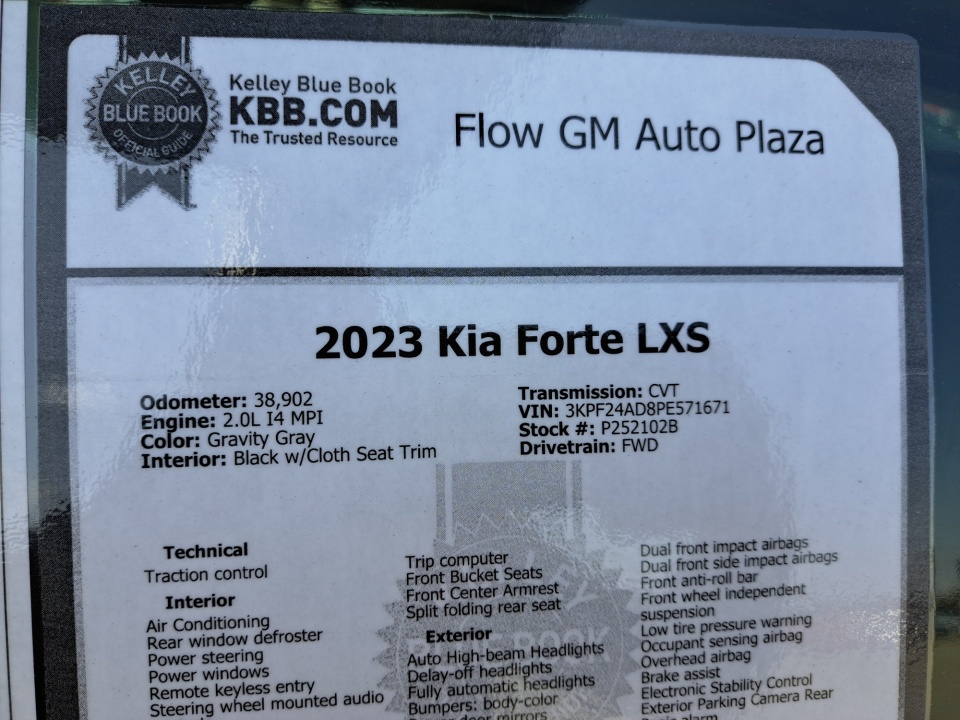 KELLEY
BLUE BOOK
OFFICIAL GUIDE
Kelley Blue Book
KBB.COM
The Trusted Resource
Flow GM Auto Plaza
2023 Kia Forte LXS
Odometer: 38,902
Engine: 2.0L I4 MPI
Color: Gravity Gray
Interior: Black w/Cloth Seat Trim
Transmission: CVT
VIN: 3KPF24AD8PE571671
Stock #: P252102B
Drivetrain: FWD
Technical
Traction control
Interior
Air Conditioning
Rear window defroster
Power steering
Power windows
Remote keyless entry
Steering wheel mounted audio
Trip computer
Front Bucket Seats
Front Center Armrest
Split folding rear seat
Exterior
Auto High-beam Headlights
Delay-off headlights
Fully automatic headlights
Bumpers: body-color
door mirrors
Dual front impact airbags
Dual front side impact airbags
Front anti-roll bar
Front wheel independent
suspension
Low tire pressure warning
Occupant sensing airbag
Overhead airbag
Brake assist
Electronic Stability Control
Exterior Parking Camera Rear
alarm